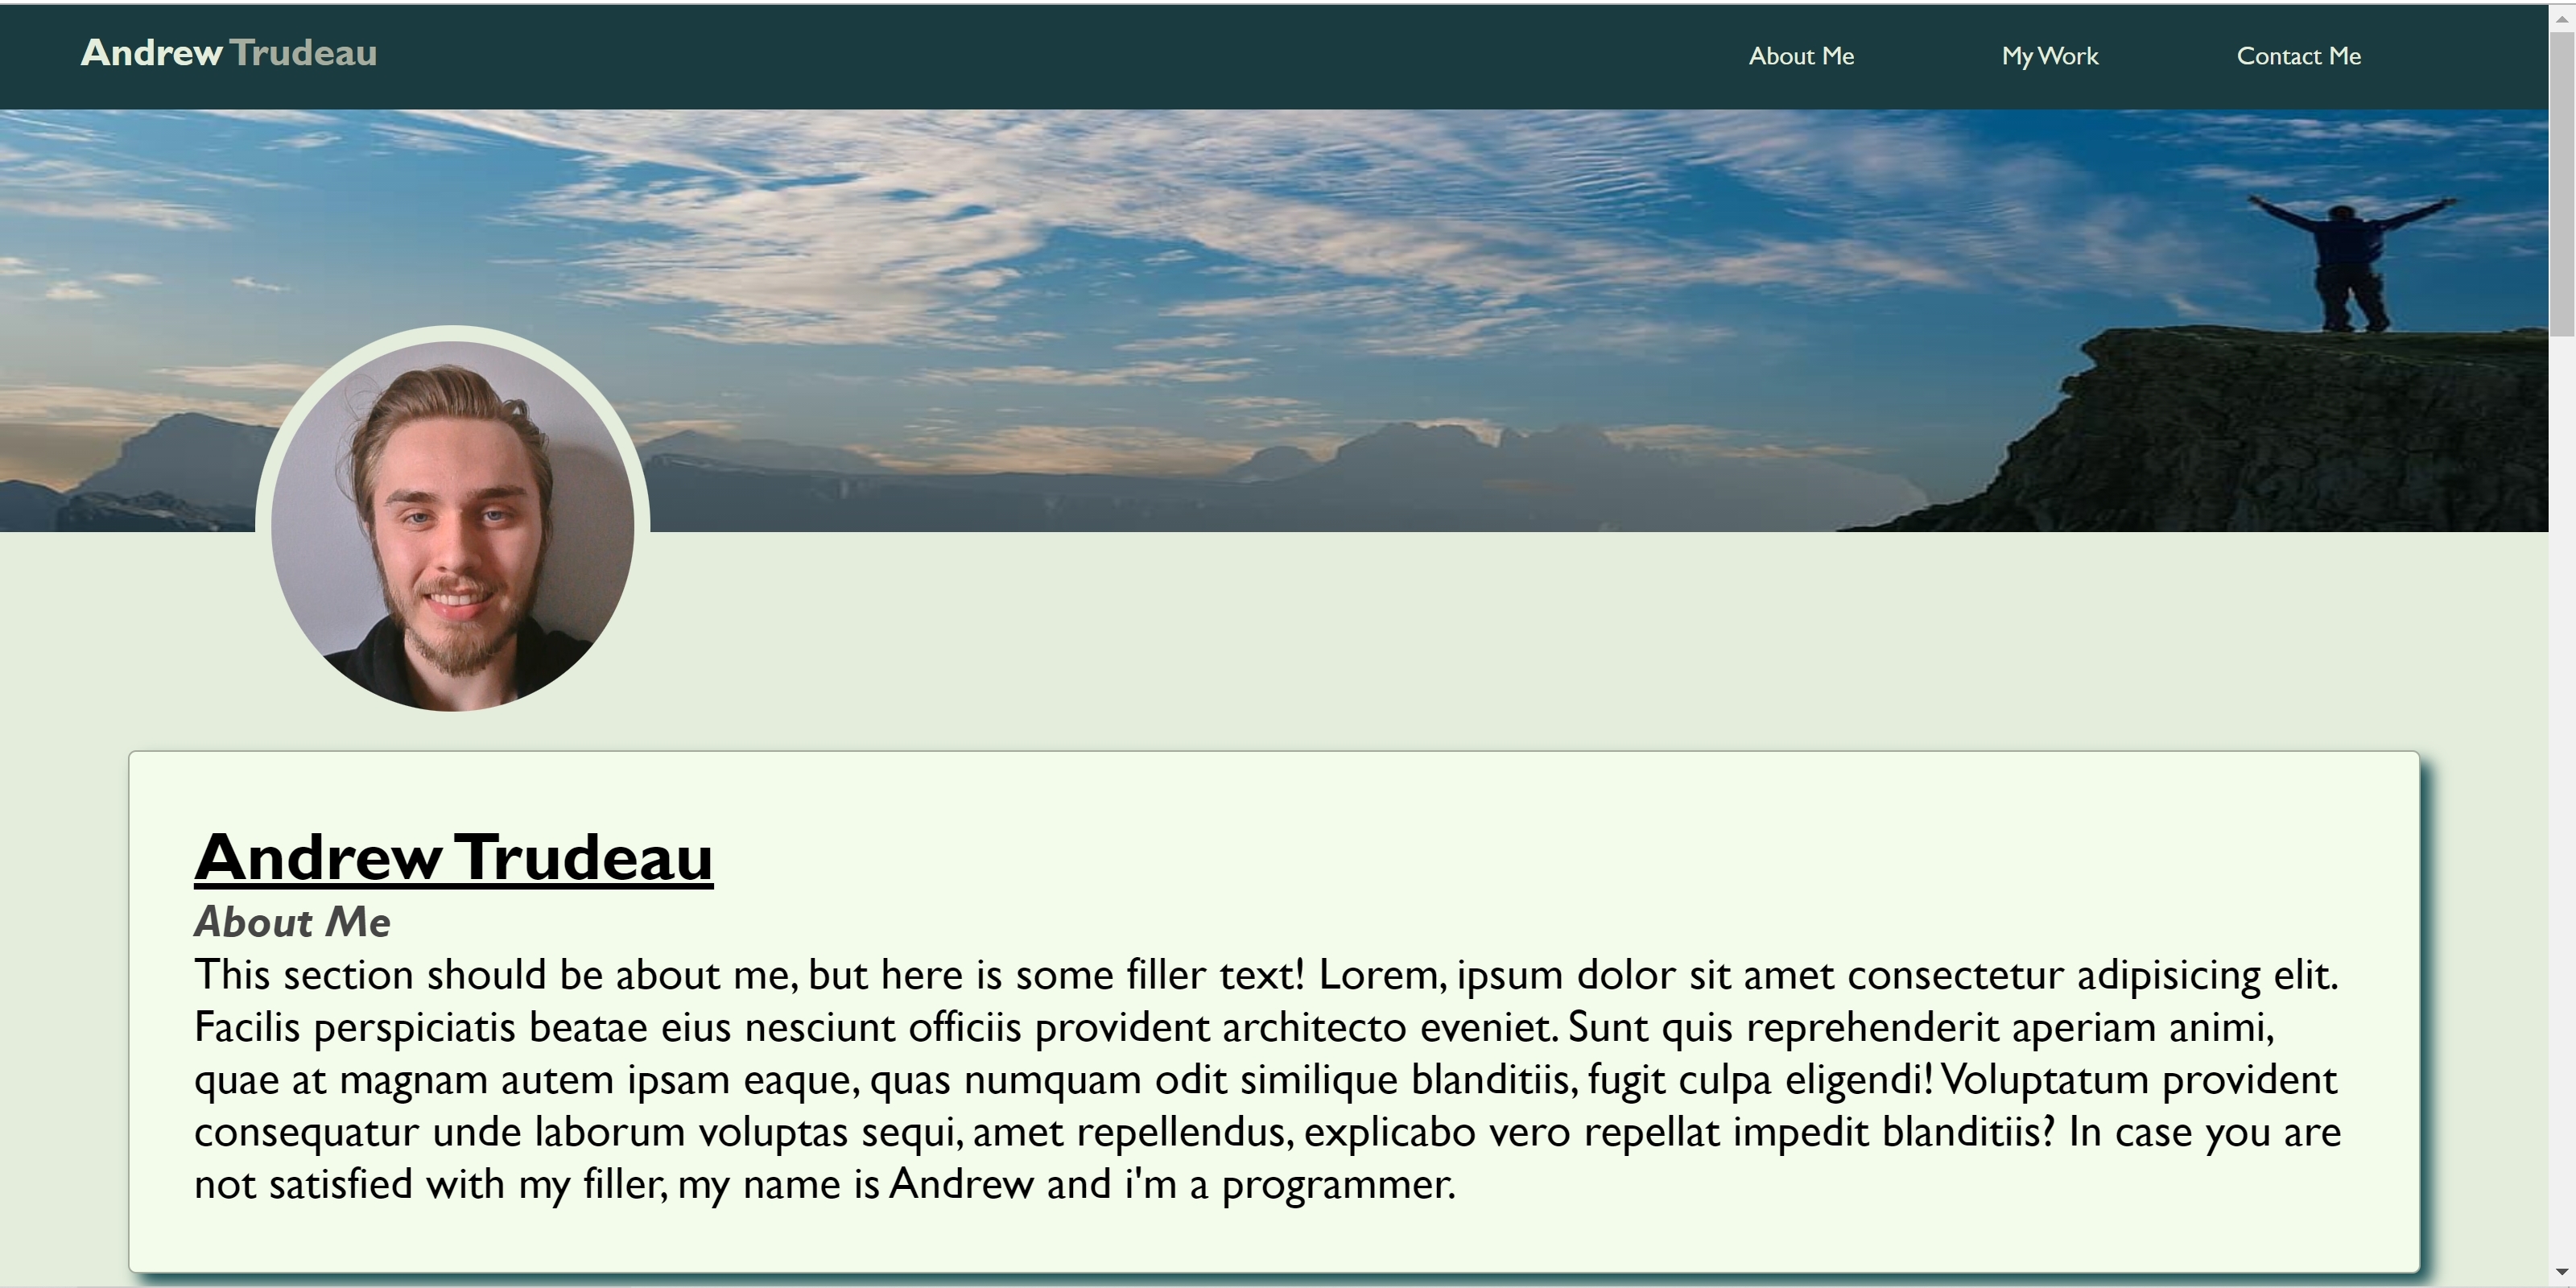 Andrew Trudeau
About Me
My Work
Contact Me
Andrew Trudeau
About Me
This section should be about me, but here is some filler text! Lorem, ipsum dolor sit amet consectetur adipisicing elit.
Facilis perspiciatis beatae eius nesciunt officiis provident architecto eveniet. Sunt quis reprehenderit aperiam animi,
quae at magnam autem ipsam eaque, quas numquam odit similique blanditiis, fugit culpa eligendi! Voluptatum provident
consequatur unde laborum voluptas sequi, amet repellendus, explicabo vero repellat impedit blanditiis? In case you are
not satisfied with my filler, my name is Andrew and i'm a programmer.